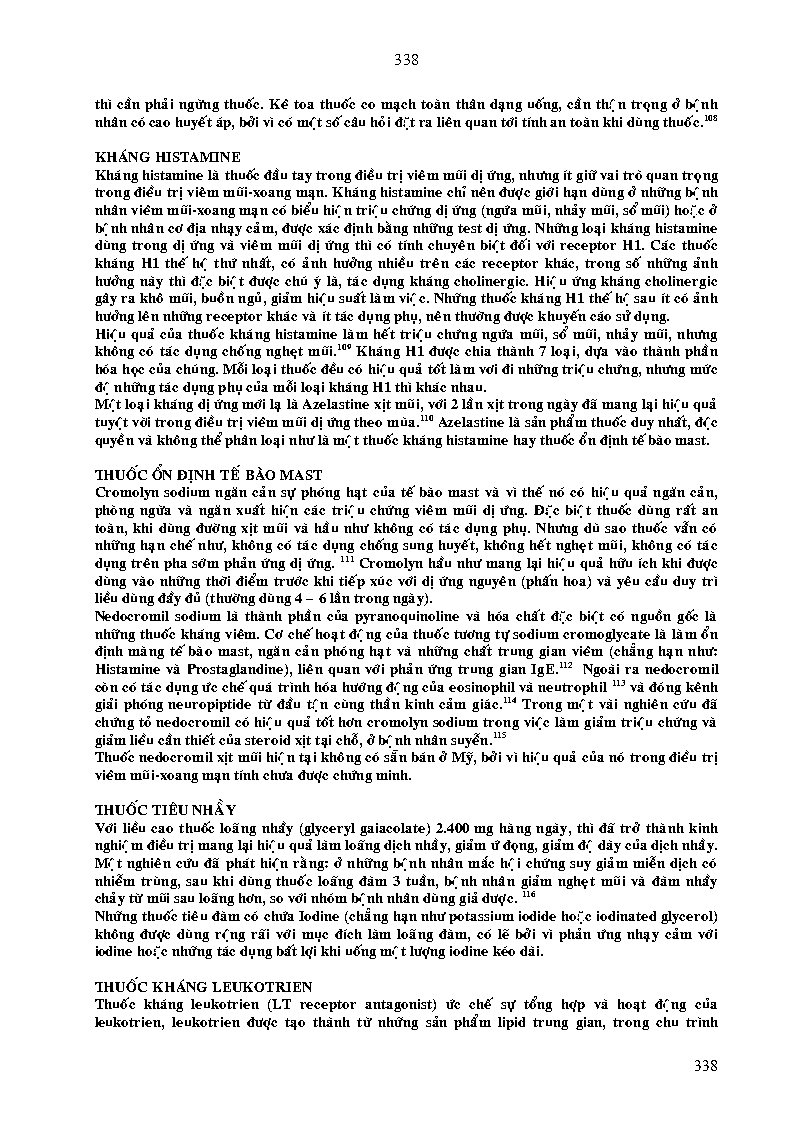 338
thì cần phải ngừng thuốc. Kê toa thuốc co mạch toàn thân dạng uống, cần thận trọng ở bệnh
nhân có cao huyết áp, bởi vì có một số câu hỏi đặt ra liên quan tới tính an toàn khi dùng thuốc.108
KHÁNG HISTAMINE
Kháng histamine là thuốc đầu tay trong điều trị viêm mũi dị ứng, nhưng ít giữ vai trò quan trọng
trong điều trị viêm mũi-xoang mạn. Kháng histamine chỉ nên được giới hạn dùng ở những bệnh
nhân viêm mũi-xoang mạn có biểu hiện triệu chứng dị ứng (ngứa mũi, nhảy mũi, sổ mũi) hoặc ở
bệnh nhân cơ địa nhạy cảm, được xác định bằng những test dị ứng. Những loại kháng histamine
dùng trong dị ứng và viêm mũi dị ứng thì có tính chuyên biệt đối với receptor H1. Các thuốc
kháng H1 thế hệ thứ nhất, có ảnh hưởng nhiều trên các receptor khác, trong số những ảnh
hưởng này thì đặc biệt được chú ý là, tác dụng kháng cholinergic. Hiệu ứng kháng cholinergic
gây ra khô mũi, buồn ngủ, giảm hiệu suất làm việc. Những thuốc kháng H1 thế hệ sau ít có ảnh
hưởng lên những receptor khác và ít tác dụng phụ, nên thường được khuyến cáo sử dụng.
Hiệu quả của thuốc kháng histamine làm hết triệu chứng ngứa mũi, sổ mũi, nhảy mũi, nhưng
không có tác dụng chống nghẹt mũi.109 Kháng H1 được chia thành 7 loại, dựa vào thành phần
hóa học của chúng. Mỗi loại thuốc đều có hiệu quả tốt làm vơi đi những triệu chứng, nhưng mức
độ những tác dụng phụ của mỗi loại kháng H1 thì khác nhau.
Một loại kháng dị ứng mới lạ là Azelastine xịt mũi, với 2 lần xịt trong ngày đã mang lại hiệu quả
tuyệt vời trong điều trị viêm mũi dị ứng theo mùa.110 Azelastine là sản phẩm thuốc duy nhất, độc
quyền và không thể phân loại như là một thuốc kháng histamine hay thuốc ổn định tế bào mast.
THUỐC ỔN ĐỊNH TẾ BÀO MAST
Cromolyn sodium ngăn cản sự phóng hạt của tế bào mast và vì thế nó có hiệu quả ngăn cản,
phòng ngừa và ngăn xuất hiện các triệu chứng viêm mũi dị ứng. Đặc biệt thuốc dùng rất an
toàn, khi dùng đường xịt mũi và hầu như không có tác dụng phụ. Nhưng dù sao thuốc vẫn có
những hạn chế như, không có tác dụng chống sung huyết, không hết nghẹt mũi, không có tác
dụng trên pha sớm phản ứng dị ứng. 111 Cromolyn hầu như mang lại hiệu quả hữu ích khi được
dùng vào những thời điểm trước khi tiếp xúc với dị ứng nguyên (phấn hoa) và yêu cầu duy trì
liều dùng đầy đủ (thường dùng 4 – 6 lần trong ngày).
Nedocromil sodium là thành phần của pyranoquinoline và hóa chất đặc biệt có nguồn gốc là
những thuốc kháng viêm. Cơ chế hoạt động của thuốc tương tự sodium cromoglycate là làm ổn
định màng tế bào mast, ngăn cản phóng hạt và những chất trung gian viêm (chẳng hạn như:
Histamine và Prostaglandine), liên quan với phản ứng trung gian IgE.112 Ngoài ra nedocromil
còn có tác dụng ức chế quá trình hóa hướng động của eosinophil và neutrophil 113 và đóng kênh
giải phóng neuropiptide từ đầu tận cùng thần kinh cảm giác.114 Trong một vài nghiên cứu đã
chứng tỏ nedocromil có hiệu quả tốt hơn cromolyn sodium trong việc làm giảm triệu chứng và
giảm liều cần thiết của steroid xịt tại chỗ, ở bệnh nhân suyễn.115
Thuốc nedocromil xịt mũi hiện tại không có sẵn bán ở Mỹ, bởi vì hiệu quả của nó trong điều trị
viêm mũi-xoang mạn tính chưa được chứng minh.
THUỐC TIÊU NHẦY
Với liều cao thuốc loãng nhầy (glyceryl gaiacolate) 2.400 mg hàng ngày, thì đã trở thành kinh
nghiệm điều trị mang lại hiệu quả làm loãng dịch nhầy, giảm ứ đọng, giảm độ dày của dịch nhầy.
Một nghiên cứu đã phát hiện rằng: ở những bệnh nhân mắc hội chứng suy giảm miễn dịch có
nhiễm trùng, sau khi dùng thuốc loãng đàm 3 tuần, bệnh nhân giảm nghẹt mũi và đàm nhầy
chảy từ mũi sau loãng hơn, so với nhóm bệnh nhân dùng giả dược. 116
Những thuốc tiêu đàm có chứa Iodine (chẳng hạn như potassium iodide hoặc iodinated glycerol)
không được dùng rộng rãi với mục đích làm loãng đàm, có lẽ bởi vì phản ứng nhạy cảm với
iodine hoặc những tác dụng bất lợi khi uống một lượng iodine kéo dài.
THUỐC KHÁNG LEUKOTRIEN
Thuốc kháng leukotrien (LT receptor antagonist) ức chế sự tổng hợp và hoạt động của
leukotrien, leukotrien được tạo thành từ những sản phẩm lipid trung gian, trong chu trình
338